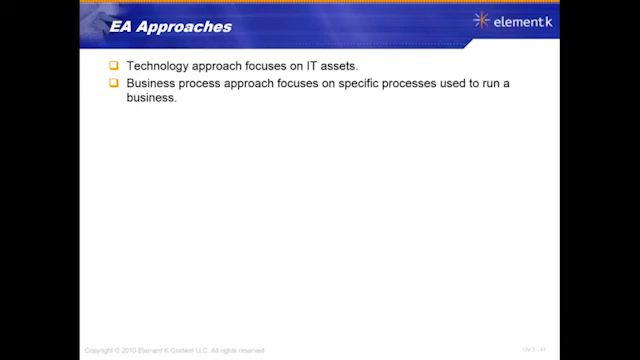 EA Approaches
element k
Technology approach focuses on IT assets.
Business process approach focuses on specific processes used to run a
business.
Copyright © 2010 Element K Content LLC. All rights reserved